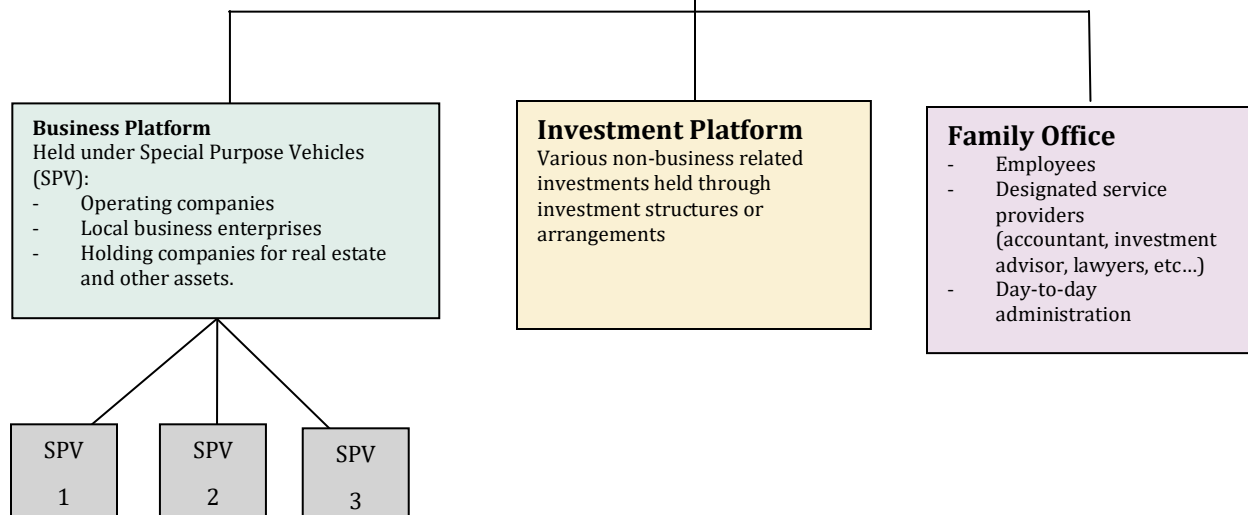 Business Platform
Held under Special Purpose Vehicles
(SPV):
- Operating companies
- Local business enterprises
- Holding companies for real estate
and other assets.
Investment Platform
Various non-business related
investments held through
investment structures or
arrangements
Family Office
- Employees
- Designated service
providers
(accountant, investment
advisor, lawyers, etc…)
- Day-to-day
administration
SPV
1
SPV
2
SPV
3